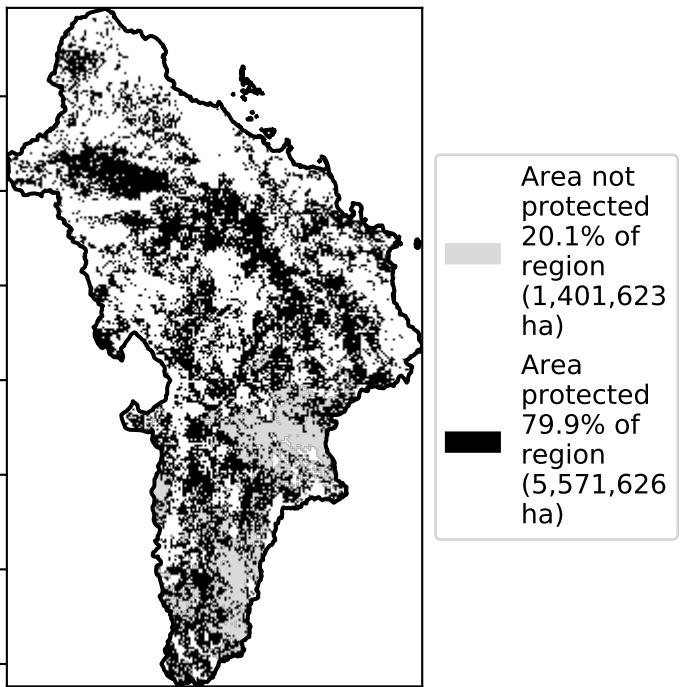 Area not
protected
20.1% of
region
(1,401,623
ha)
Area
protected
79.9% of
region
(5,571,626
ha)